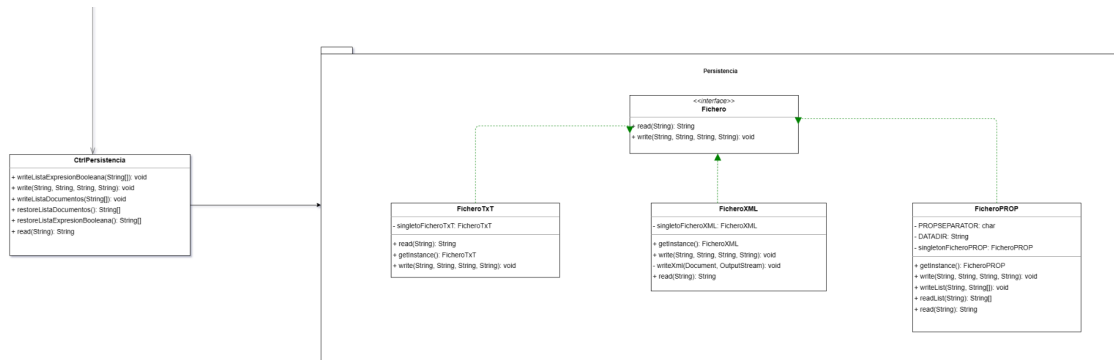 Persistencia
<<interface>>
Fichero
+ read(String): String
+ write(String, String, String, String): void
CtrlPersistencia
+ writeListaExpresionBooleana(String[]): void
+ write(String, String, String, String): void
+ writeListaDocumentos(String[]): void
+ restoreListaDocumentos(): String[]
+ restoreListaExpresionBooleana(): String[]
+ read(String): String
FicheroTxT
- singletoFicheroTxT: FicheroTxT
+ read(String): String
+ getInstance(): FicheroTxT
+ write(String, String, String, String): void
FicheroXML
- singletoFicheroXML: FicheroXML
+ getInstance(): FicheroXML
+ write(String, String, String, String): void
- writeXml(Document, OutputStream): void
+ read(String): String
FicheroPROP
- PROPSEPARATOR: char
- DATADIR: String
- singletonFicheroPROP: FicheroPROP
+ getInstance(): FicheroPROP
+ write(String, String, String, String): void
+ writeList(String, String[]): void
+ readList(String): String[]
+ read(String): String